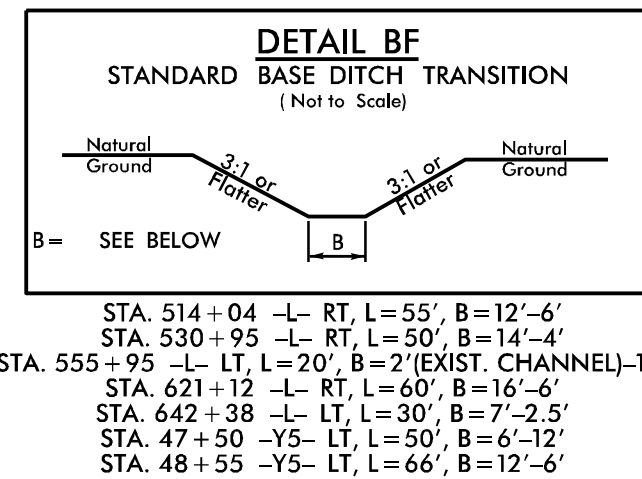 DETAIL BF
STANDARD BASE DITCH TRANSITION
( Not to Scale)
Natural
Ground
3:1 or
Flatter
3:1 or
Flatter
Natural
Ground
B= SEE BELOW
B
STA. 514+04 -L- RT, L=55', B=12'-6'
STA. 530+95 -L- RT, L=50', B=14'-4'
STA. 555+95 -L- LT, L=20', B=2'(EXIST. CHANNEL)-1
STA. 621+12 -L- RT, L=60', B=16'-6'
STA. 642+38 -L- LT, L=30', B=7'-2.5'
STA. 47+50 -Y5- LT, L=50', B=6'-12'
STA. 48+55 -Y5- LT, L=66', B=12'-6'